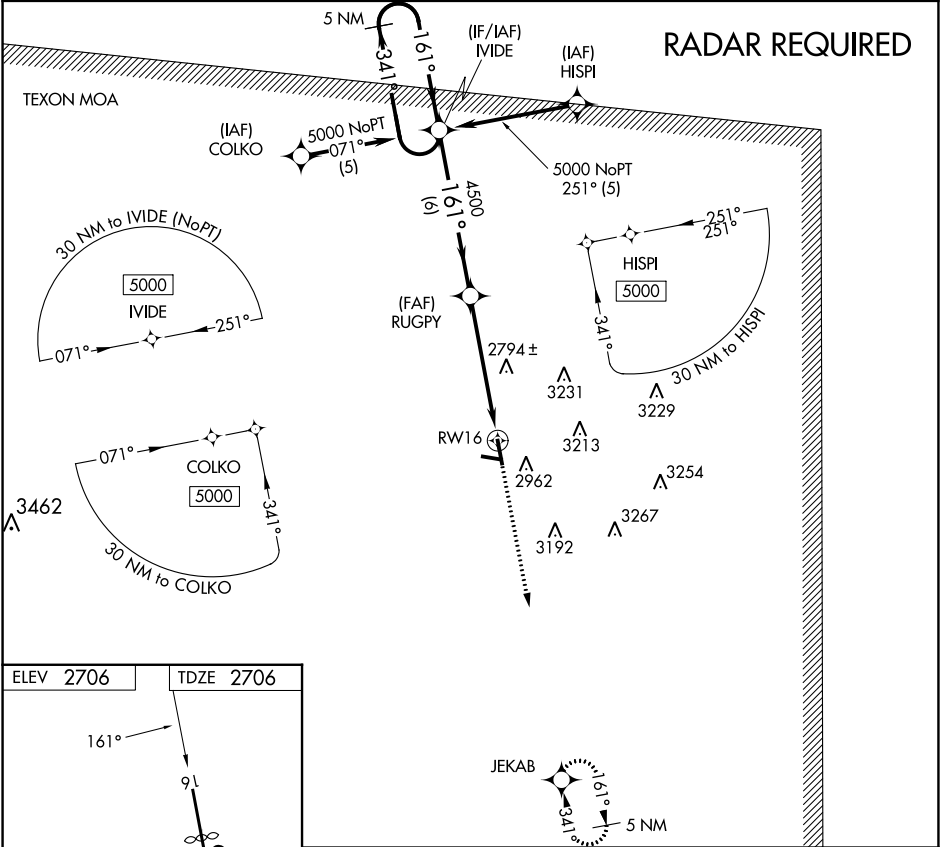 RADAR REQUIRED
5 NM
341°
161°
(IF/IAF)
IVIDE
(IAF)
HISPI
TEXON MOA
(IAF)
COLKO
5000 NoPT
071°
(5)
5000 NoPT
251° (5)
4500
161°
(6)
30 NM to IVIDE (NoPT)
5000
IVIDE
071°
251°
251°
251°
HISPI
5000
341°
30 NM to HISPI
(FAF)
RUGPY
2794 ±
3231
3229
RW16
3213
2962
3254
3267
3192
071°
COLKO
5000
341°
30 NM to COLKO
3462
ELEV 2706
TDZE 2706
161°
16
JEKAB
161°
341°
5 NM